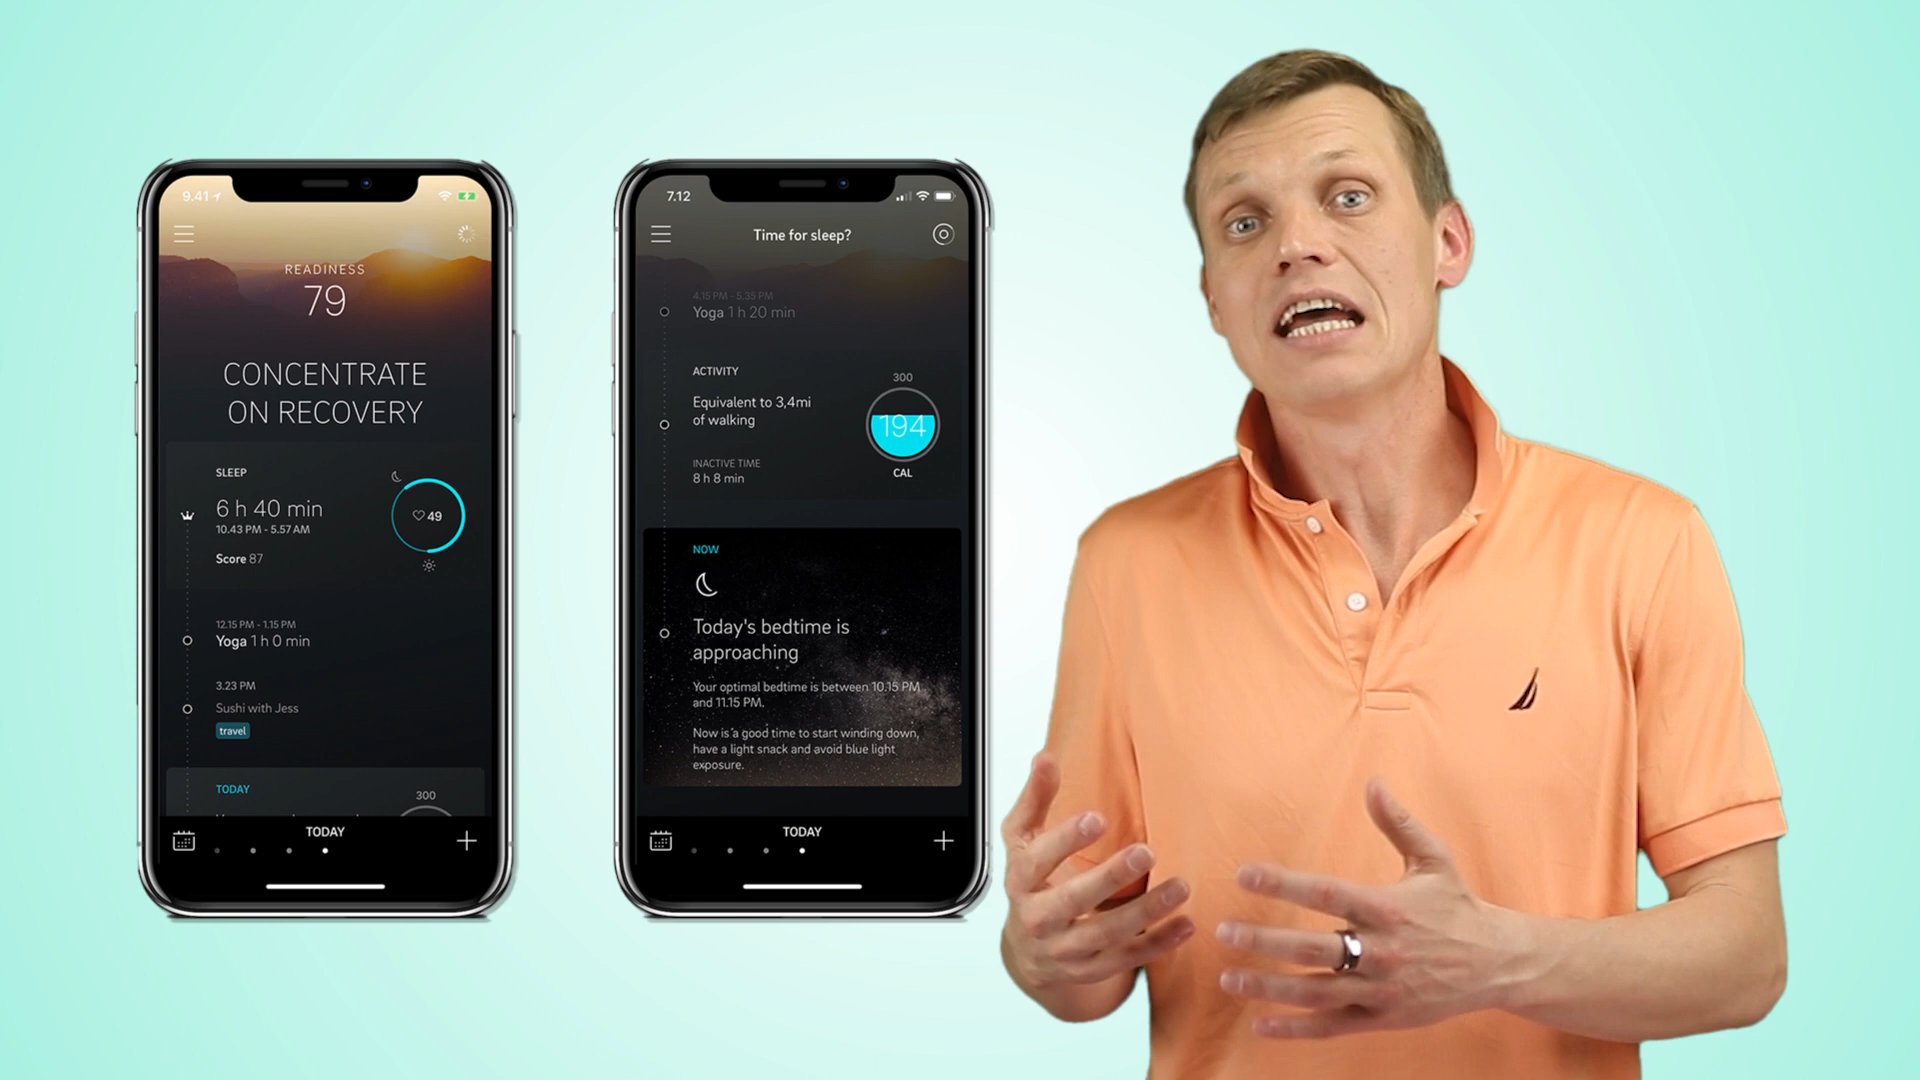 9.41
READINESS
79
CONCENTRATE
ON RECOVERY
SLEEP
6 h 40 min
10.43 PM - 5.57 AM
Score 87
49
12.15 PM - 1.15 PM
Yoga 1 h 0 min
3.23 PM
Sushi with Jess
travel
TODAY
300
TODAY
7.12
Time for sleep?
4.15 PM - 5.35 PM
Yoga 1 h 20 min
ACTIVITY
Equivalent to 3,4mi
of walking
INACTIVE TIME
8 h 8 min
300
194
CAL
NOW
Today's bedtime is
approaching
Your optimal bedtime is between 10.15 PM
and 11.15 PM.
Now is a good time to start winding down,
have a light snack and avoid blue light
exposure.
TODAY